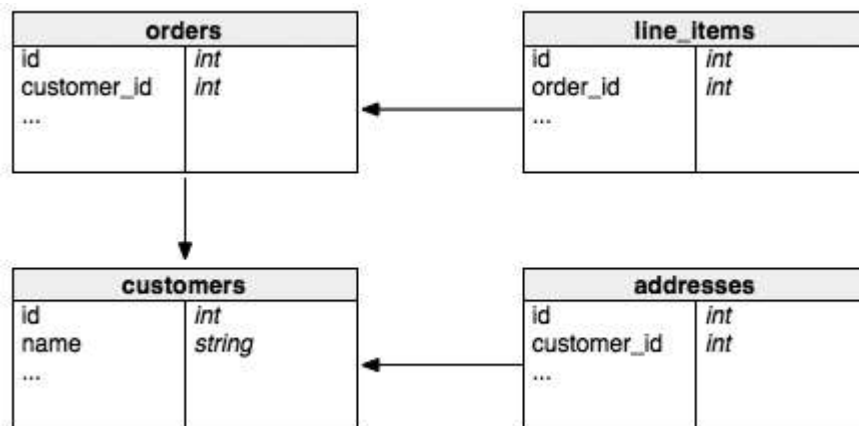 orders
id int
customer_id int
...
line_items
id int
order_id int
...
customers
id int
name string
...
addresses
id int
customer_id int
...